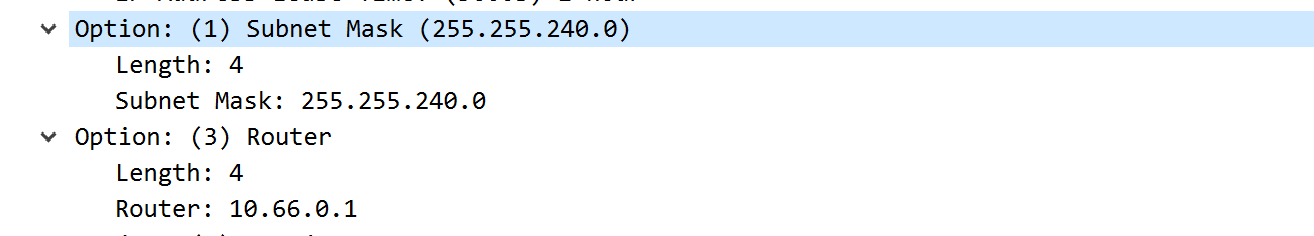 Option: (1) Subnet Mask (255.255.240.0)
Length: 4
Subnet Mask: 255.255.240.0
Option: (3) Router
Length: 4
Router: 10.66.0.1